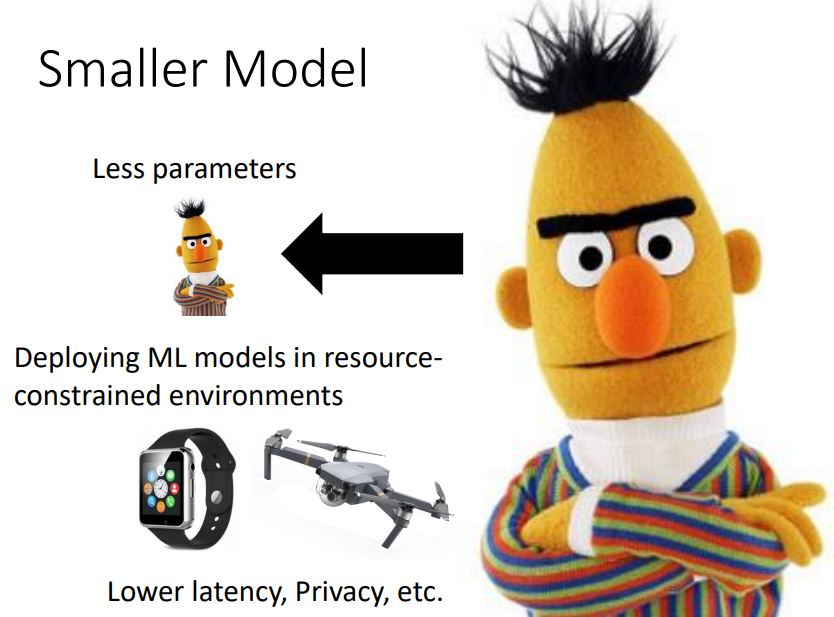 Smaller Model
Less parameters
Deploying ML models in resource-
constrained environments
Lower latency, Privacy, etc.